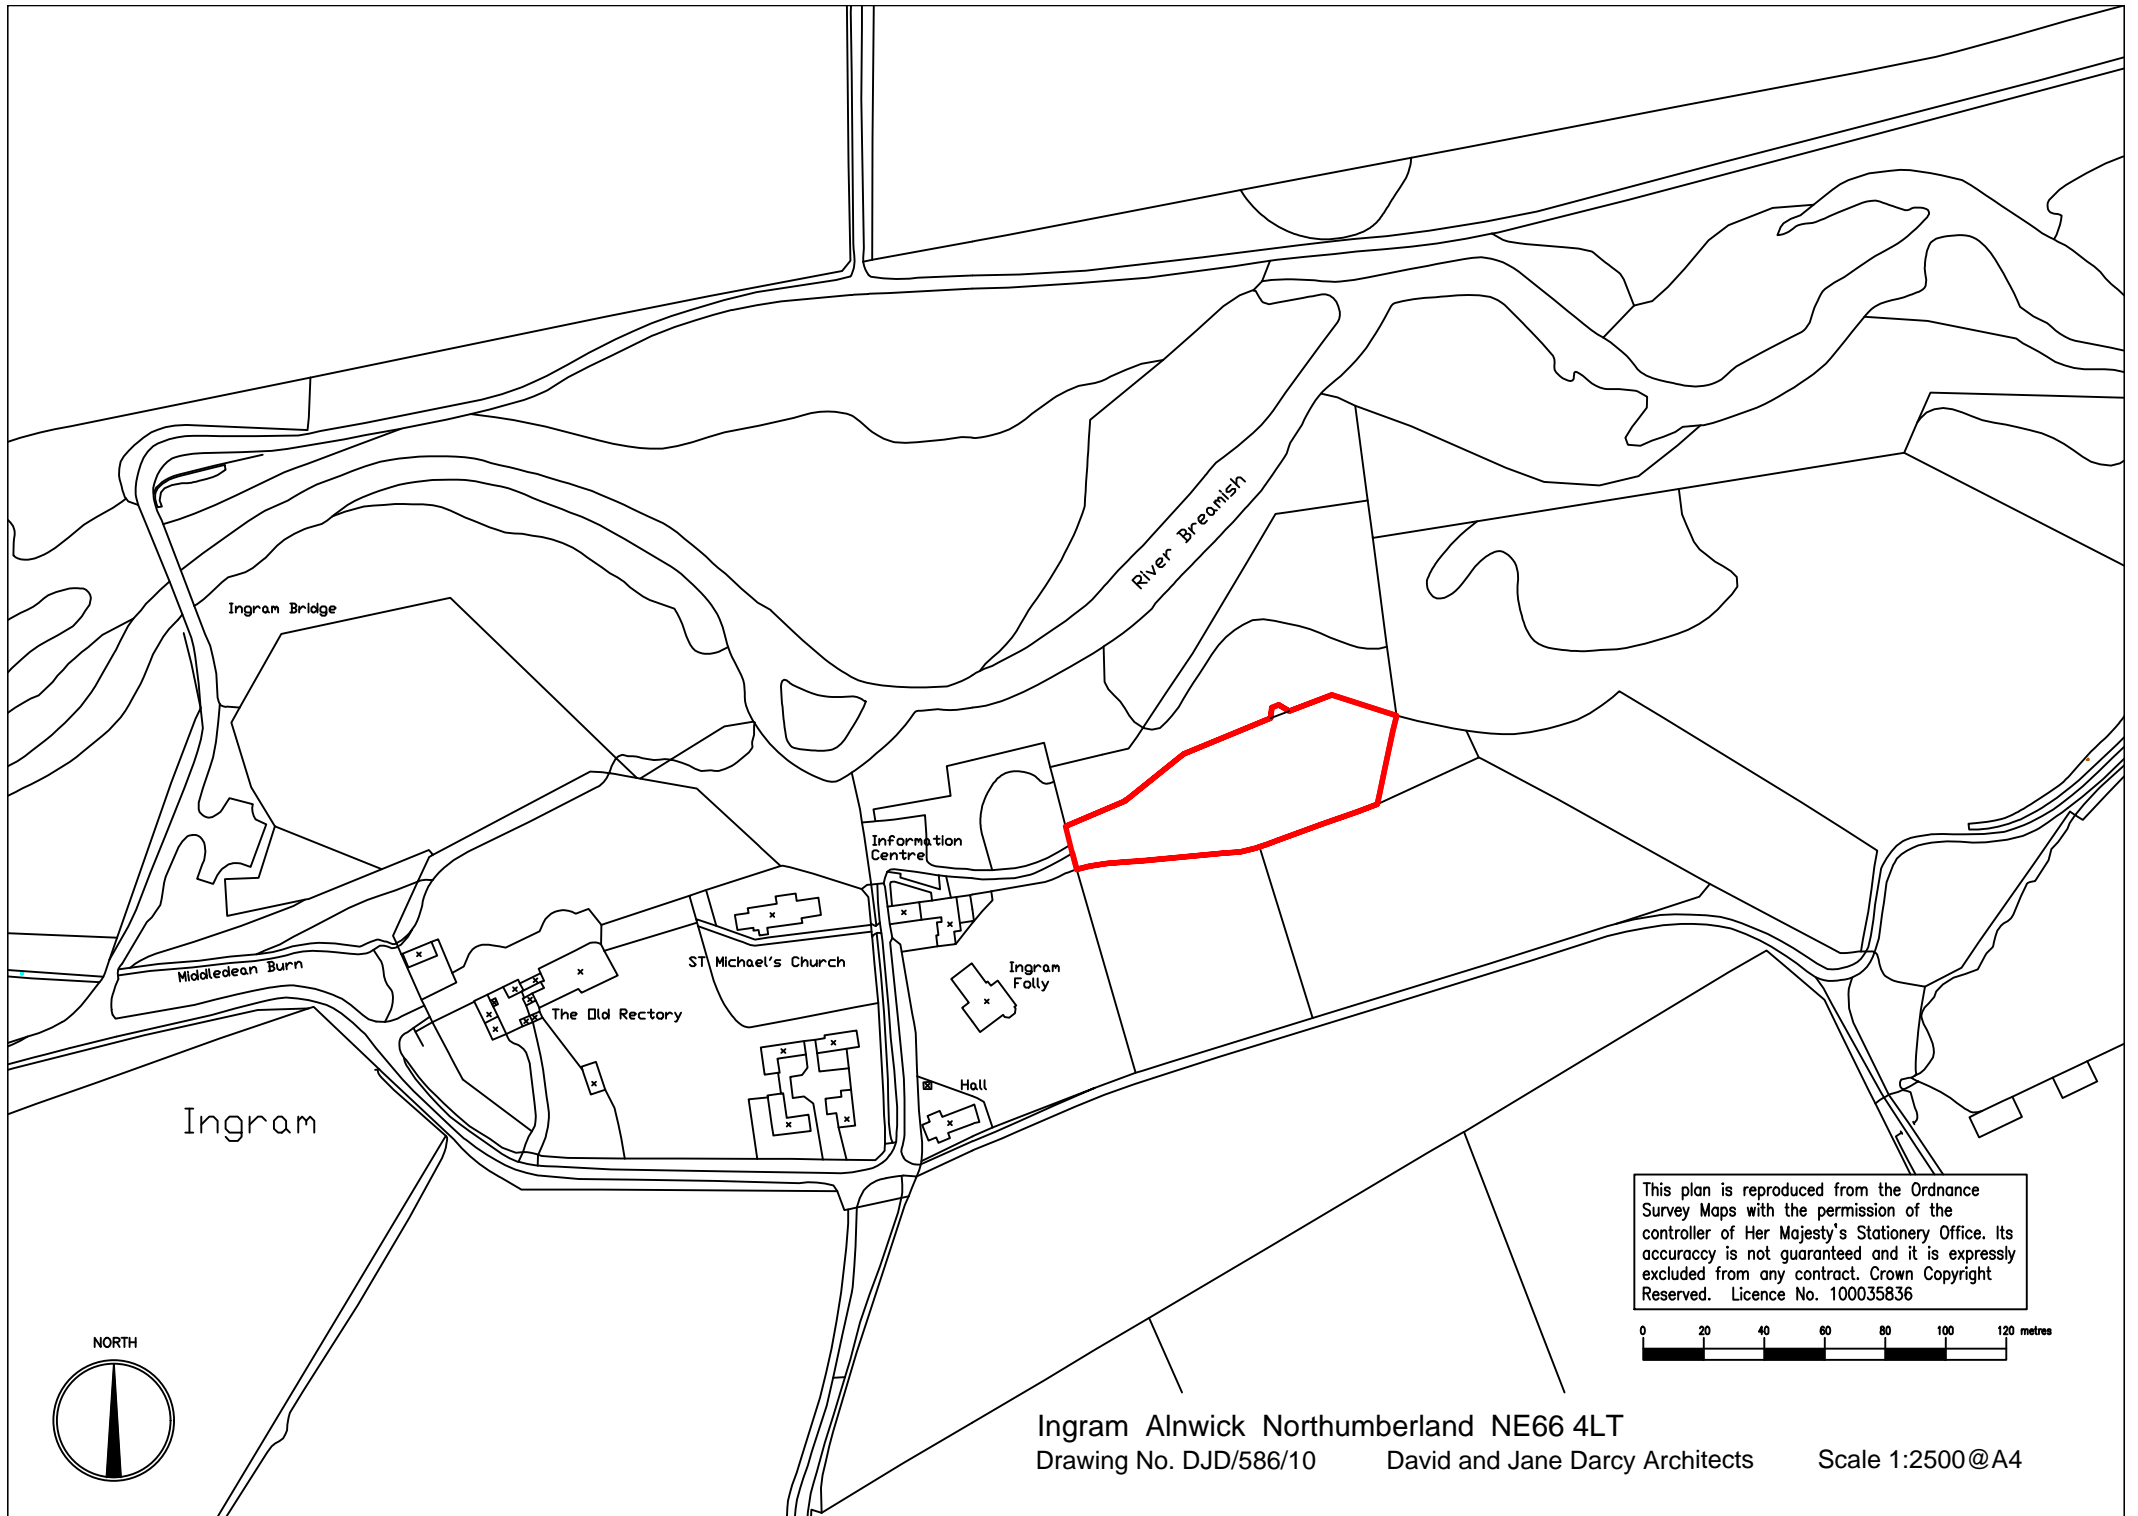 River Breamish
Ingram Bridge
Information
Centre
Middledean Burn
ST Michael's Church
Ingram
Folly
The Old Rectory
Hall
Ingram
This plan is reproduced from the Ordnance
Survey Maps with the permission of the
controller of Her Majesty's Stationery Office. Its
accuraccy is not guaranteed and it is expressly
excluded from any contract. Crown Copyright
Reserved. Licence No. 100035836
NORTH
0 20 40 60 80 100 120 metres
Ingram Alnwick Northumberland NE66 4LT
Drawing No. DJD/586/10 David and Jane Darcy Architects Scale 1:2500@A4